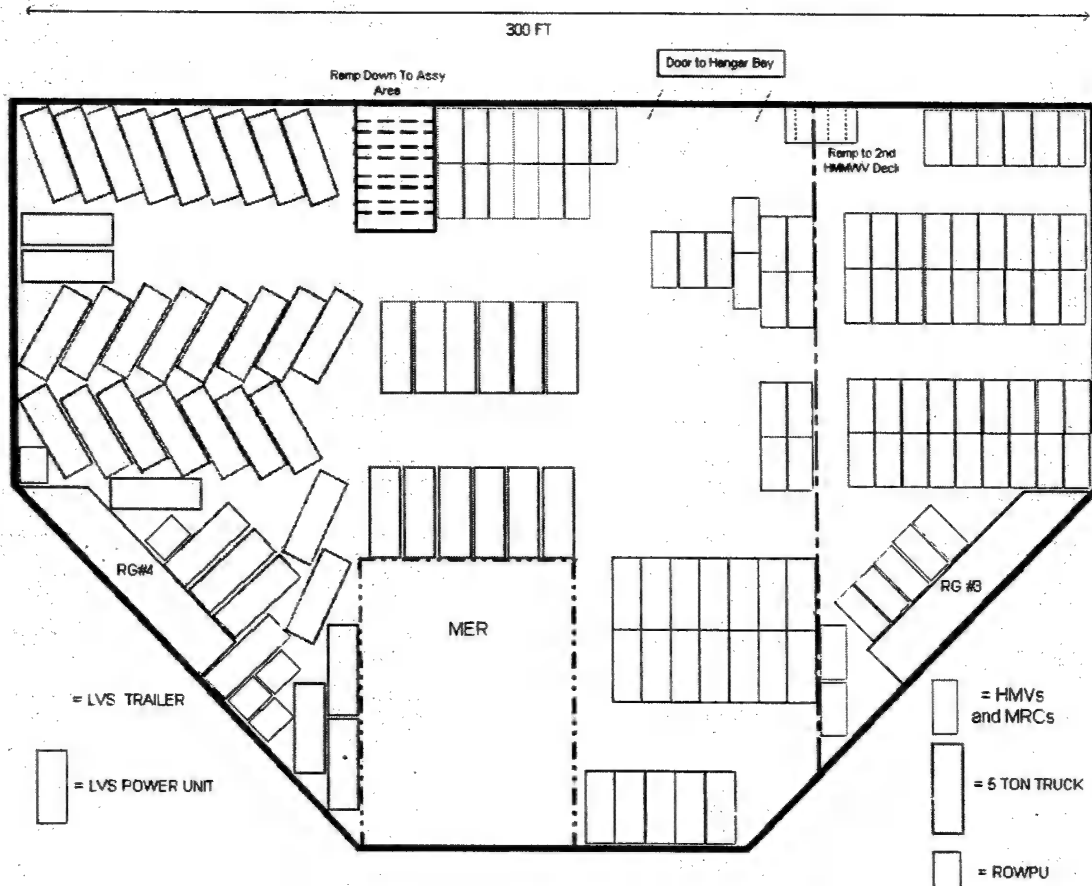 300 FT
Door to Hangar Bay
Ramp Down To Assy
Area
Ramp to 2nd
HMMWV Deck
RG#4
RG #3
MER
= LVS TRAILER
= LVS POWER UNIT
= HMVs
and MRCs
= 5 TON TRUCK
= ROWPU